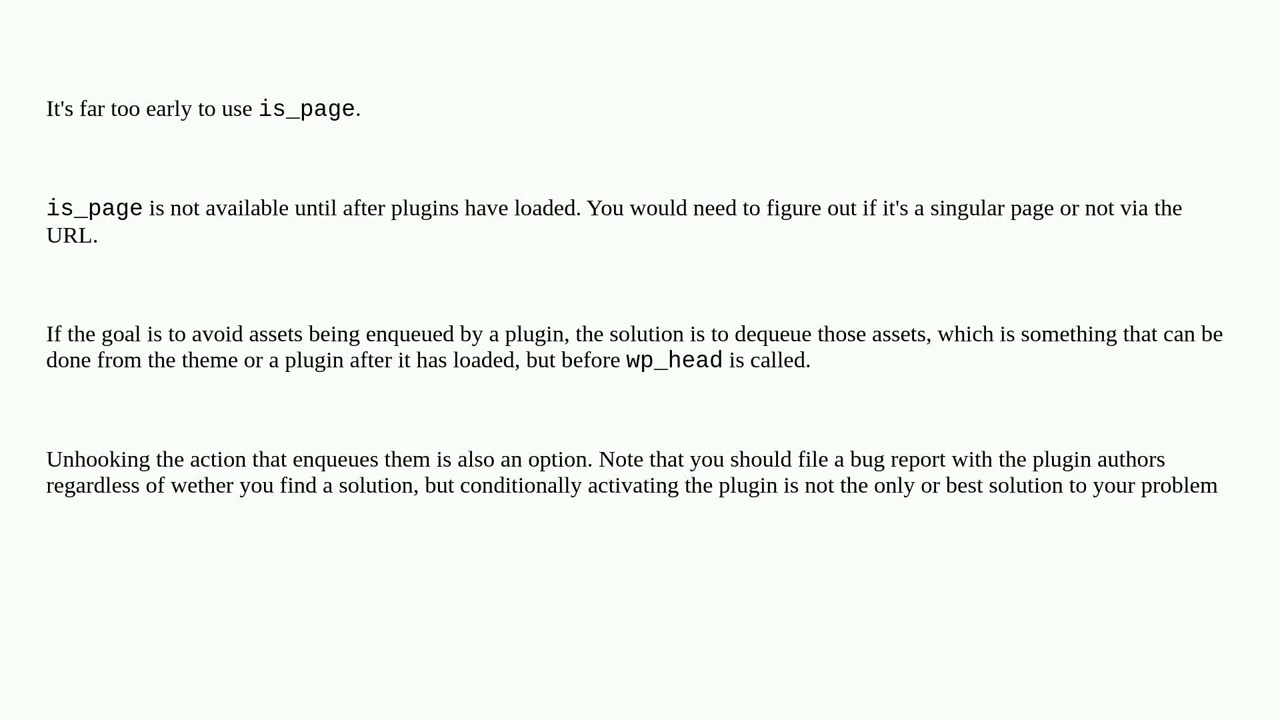 It's far too early to use is_page.
is_page is not available until after plugins have loaded. You would need to figure out if it's a singular page or not via the
URL.
If the goal is to avoid assets being enqueued by a plugin, the solution is to dequeue those assets, which is something that can be
done from the theme or a plugin after it has loaded, but before wp_head is called.
Unhooking the action that enqueues them is also an option. Note that you should file a bug report with the plugin authors
regardless of wether you find a solution, but conditionally activating the plugin is not the only or best solution to your problem